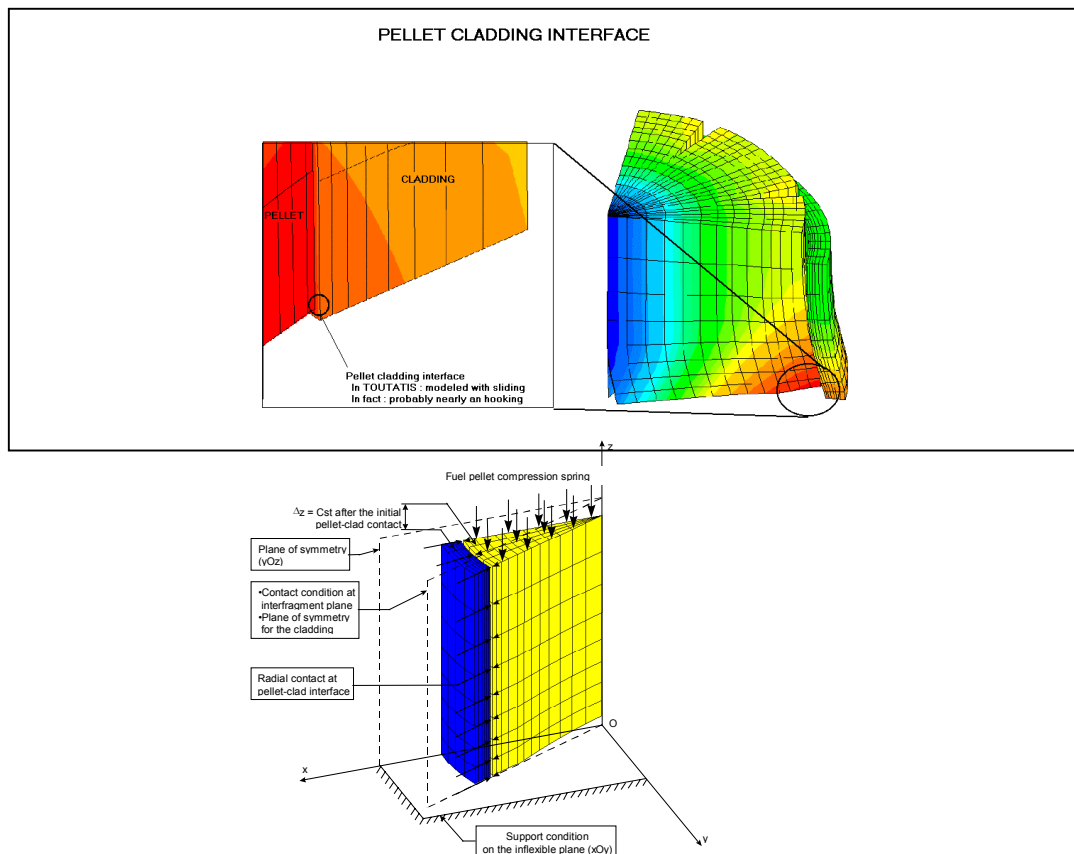 PELLET CLADDING INTERFACE
CLADDING
PELLET
Pellet cladding interface
In TOUTATIS : modeled with sliding
In fact : probably nearly an hooking
z
Fuel pellet compression spring
Δz = Cst after the initial
pellet-clad contact
Plane of symmetry
(yOz)
•Contact condition at
interfragment plane
•Plane of symmetry
for the cladding
Radial contact at
pellet-clad interface
O
x
Support condition
on the inflexible plane (xOy)
y